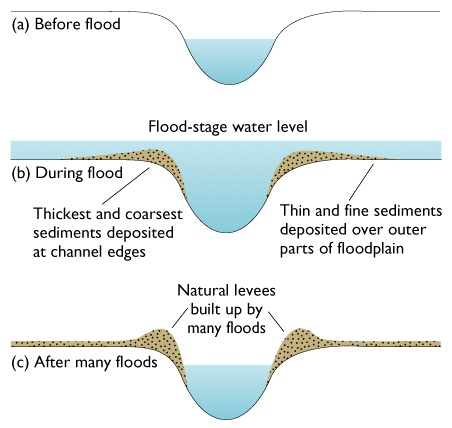 (a) Before flood
Flood-stage water level
(b) During flood
Thickest and coarsest
sediments deposited
at channel edges
Thin and fine sediments
deposited over outer
parts of floodplain
Natural levees
built up by
many floods
(c) After many floods